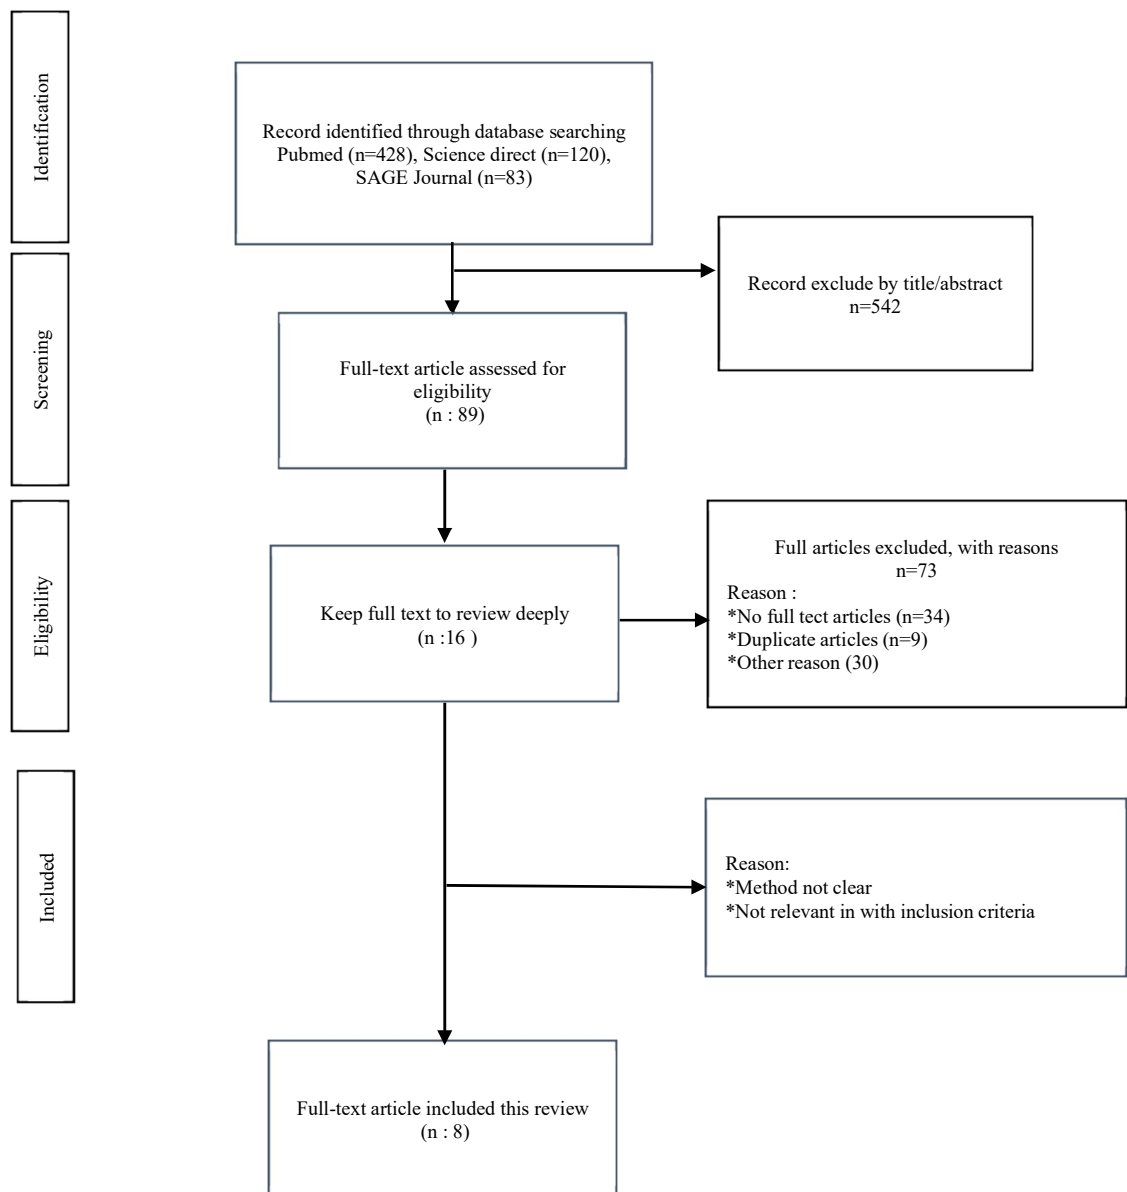 Identification
Record identified through database searching
Pubmed (n=428), Science direct (n=120),
SAGE Journal (n=83)
Record exclude by title/abstract
n=542
Screening
Full-text article assessed for
eligibility
(n : 89)
Eligibility
Keep full text to review deeply
(n :16 )
Full articles excluded, with reasons
n=73
Reason :
*No full tect articles (n=34)
*Duplicate articles (n=9)
*Other reason (30)
Included
Reason:
*Method not clear
*Not relevant in with inclusion criteria
Full-text article included this review
(n : 8)